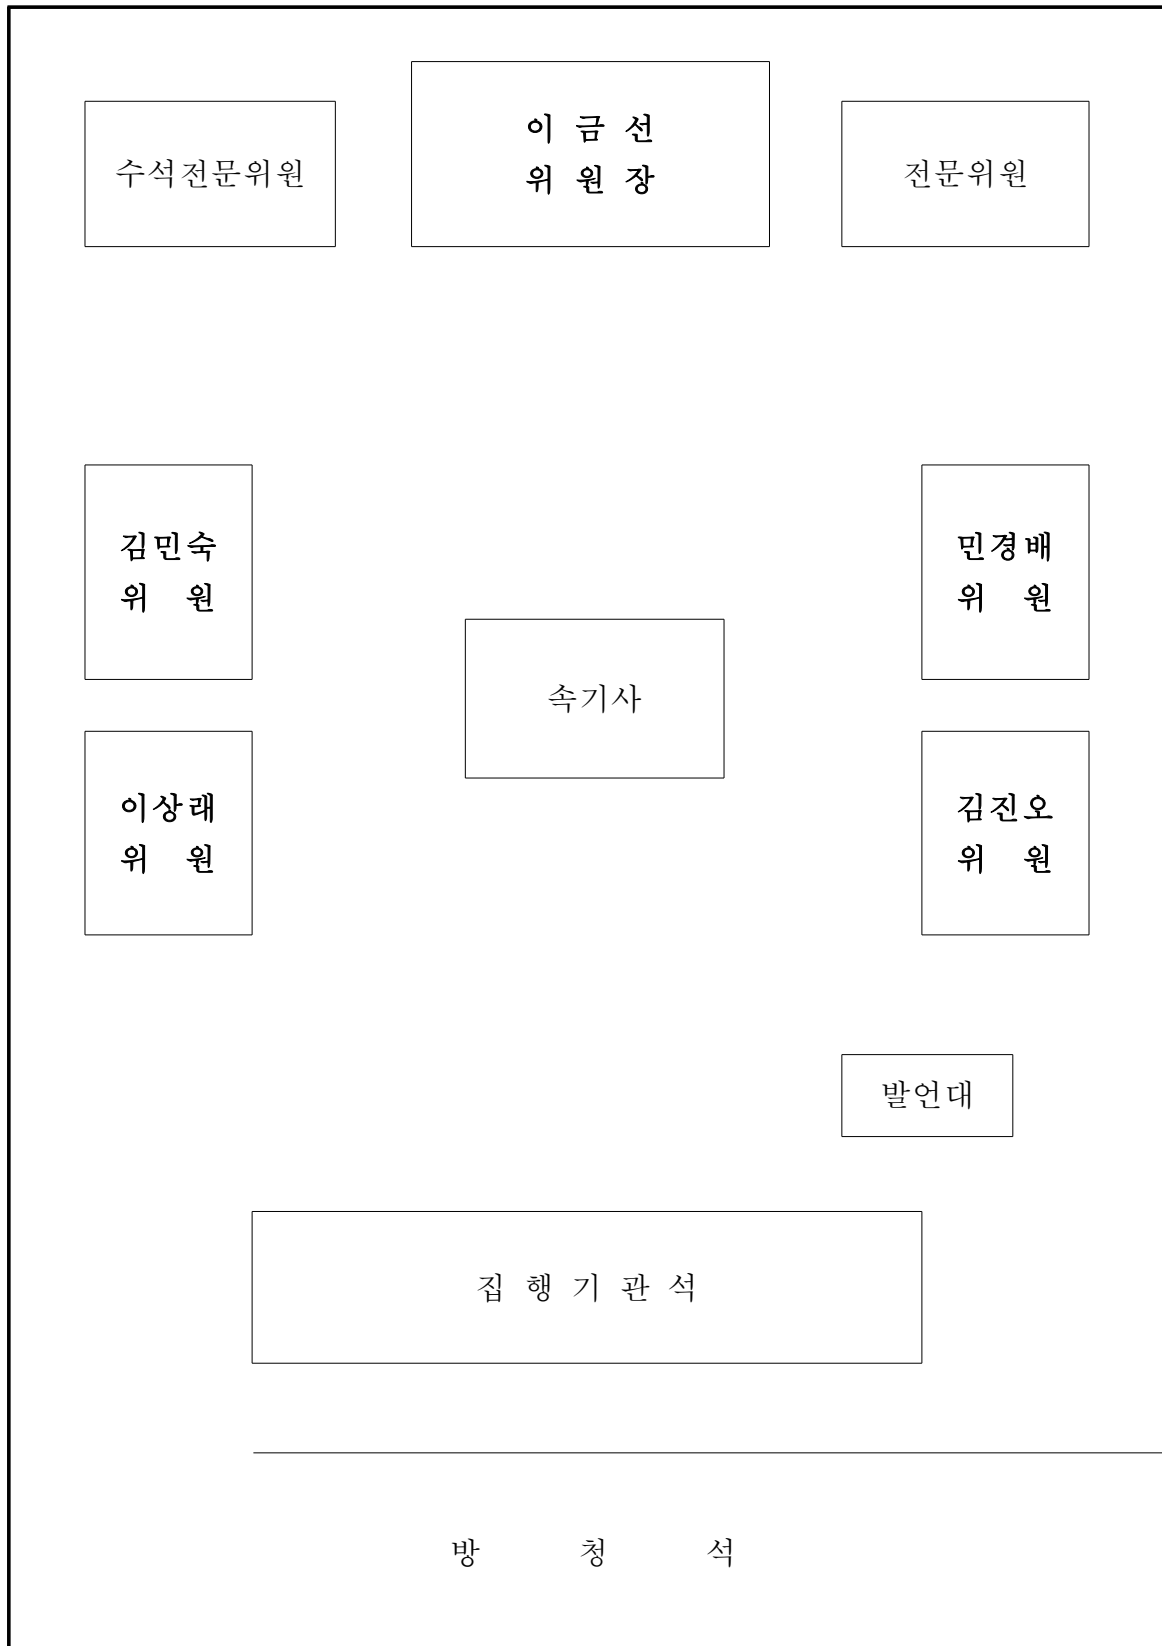 이 금 선
위 원 장
수석전문위원
전문위원
김민숙
위 원
민경배
위 원
속기사
이상래
위 원
김진오
위 원
발언대
집 행 기 관 석
방 청 석